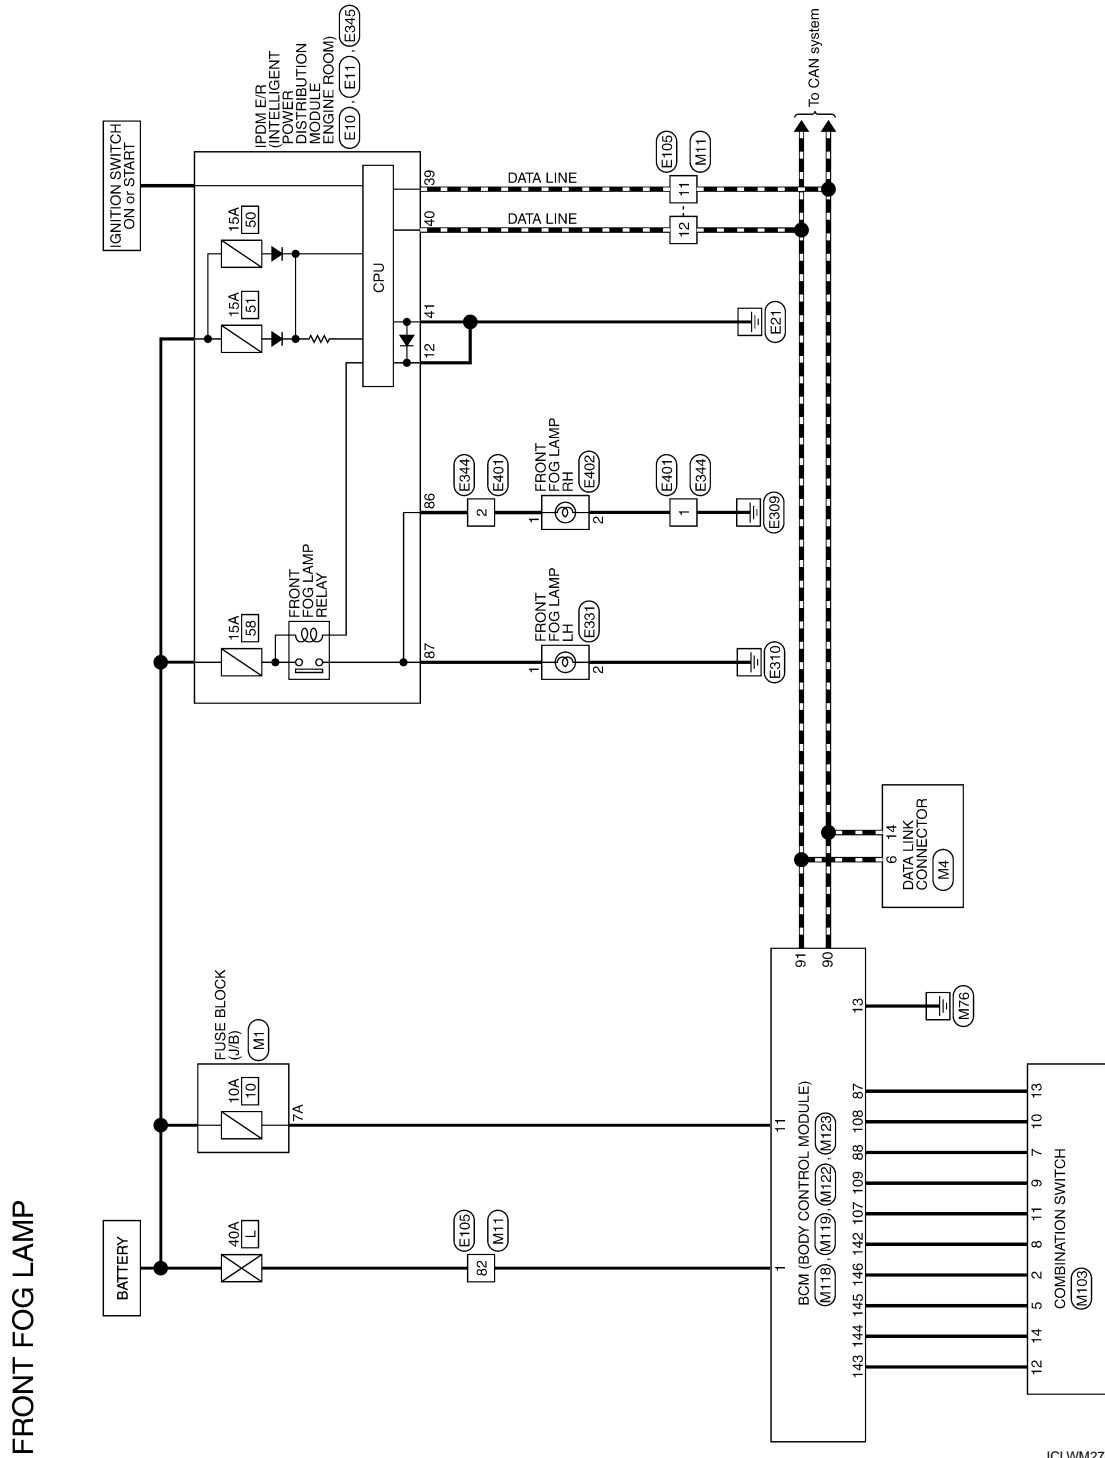 FRONT FOG LAMP
BATTERY
IGNITION SWITCH
ON or START
40A
L
E105
M11
82
1
FUSE BLOCK
(J/B)
M1
10A
10
7A
11
IPDM E/R
(INTELLIGENT
POWER
DISTRIBUTION
MODULE
ENGINE ROOM)
E10 , E11 , E345
15A
58
15A
51
15A
50
FRONT
FOG LAMP
RELAY
CPU
87
86
12
41
40
39
FRONT
FOG LAMP
LH
E331
1
2
E310
E344
E401
2
FRONT
FOG LAMP
RH
E402
1
2
E401
E344
1
E309
E21
DATA LINE
DATA LINE
E105
M11
12
11
To CAN system
6
14
DATA LINK
CONNECTOR
M4
91
90
13
M76
BCM (BODY CONTROL MODULE)
M118 , M119 , M122 , M123
143
144
145
146
142
107
109
88
108
87
12
14
5
2
8
11
9
7
10
13
COMBINATION SWITCH
M103